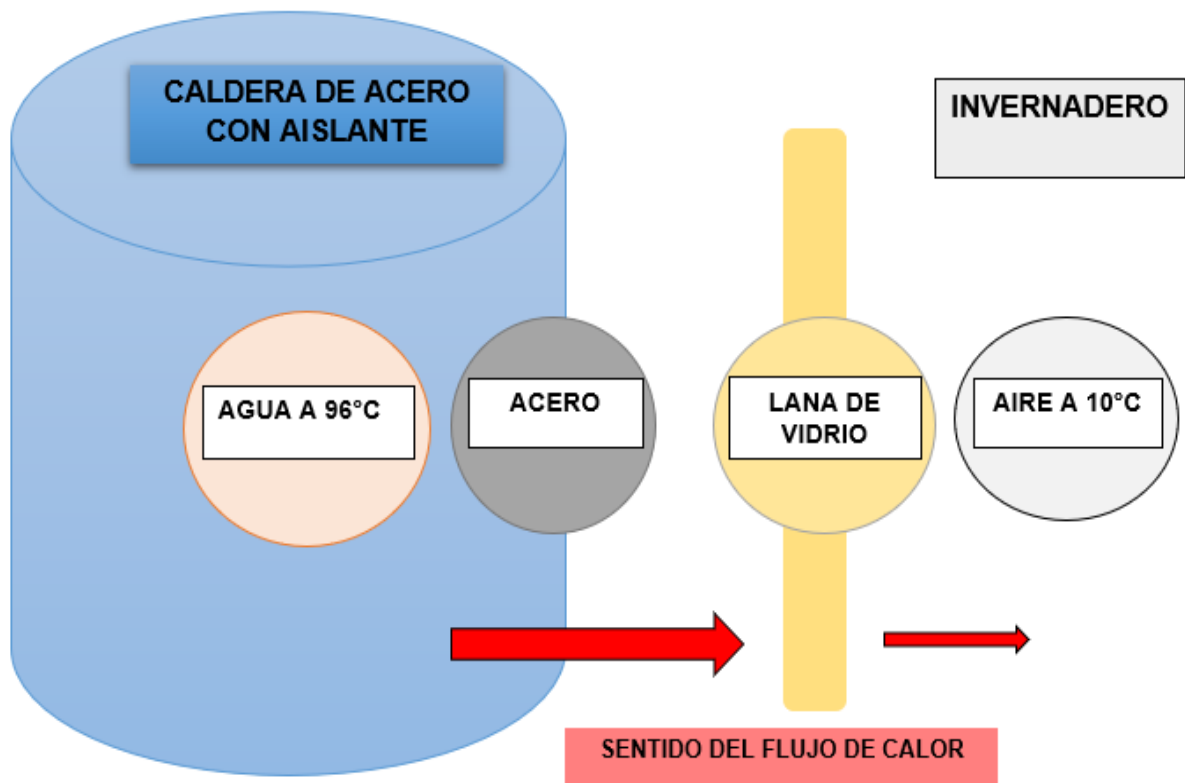 CALDERA DE ACERO
CON AISLANTE
INVERNADERO
AGUA A 96°C
ACERO
LANA DE
VIDRIO
AIRE A 10°C
SENTIDO DEL FLUJO DE CALOR